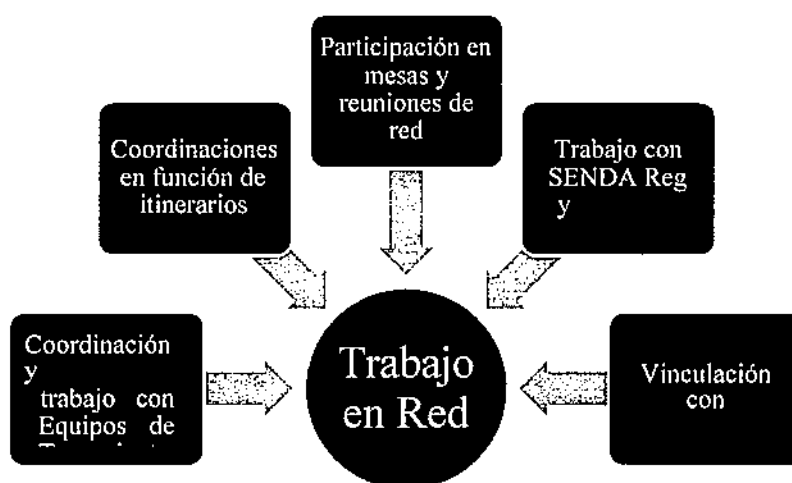 Participación en
mesas y
reuniones de
red
Coordinaciones
en función de
itinerarios
Trabajo con
SENDA Reg
y
Coordinación
y
trabajo con
Equipos de
Trabajo
en Red
Vinculación
con